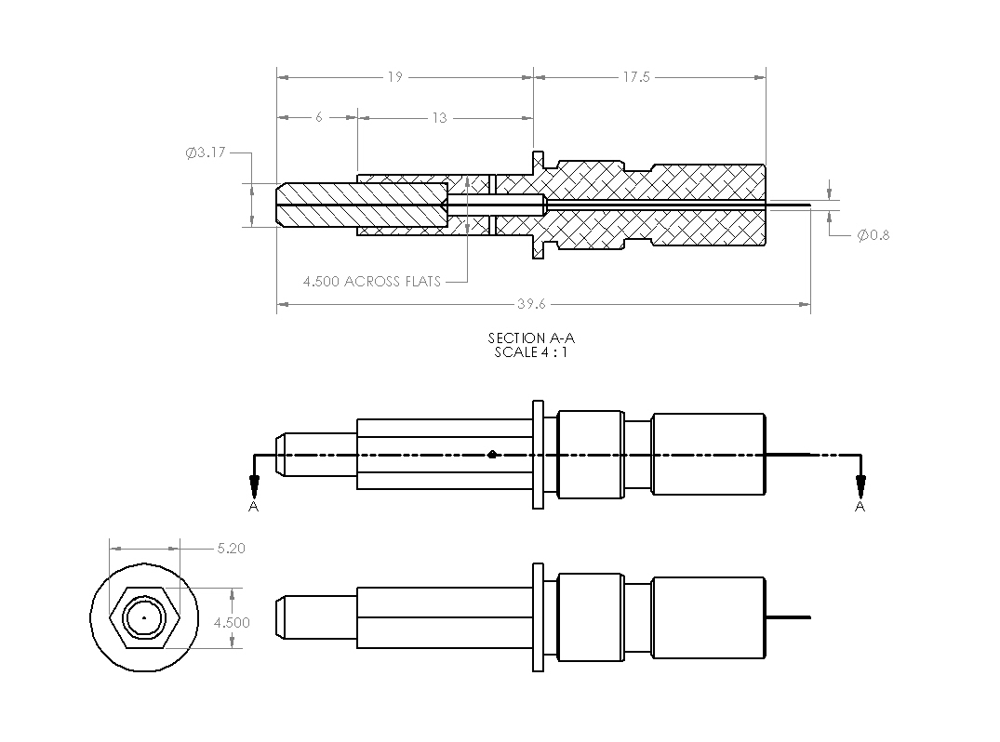 19
17.5
6
13
Ø3.17
Ø0.8
4.500 ACROSS FLATS
39.6
SECTION A-A
SCALE 4 : 1
A
A
5.20
4.500